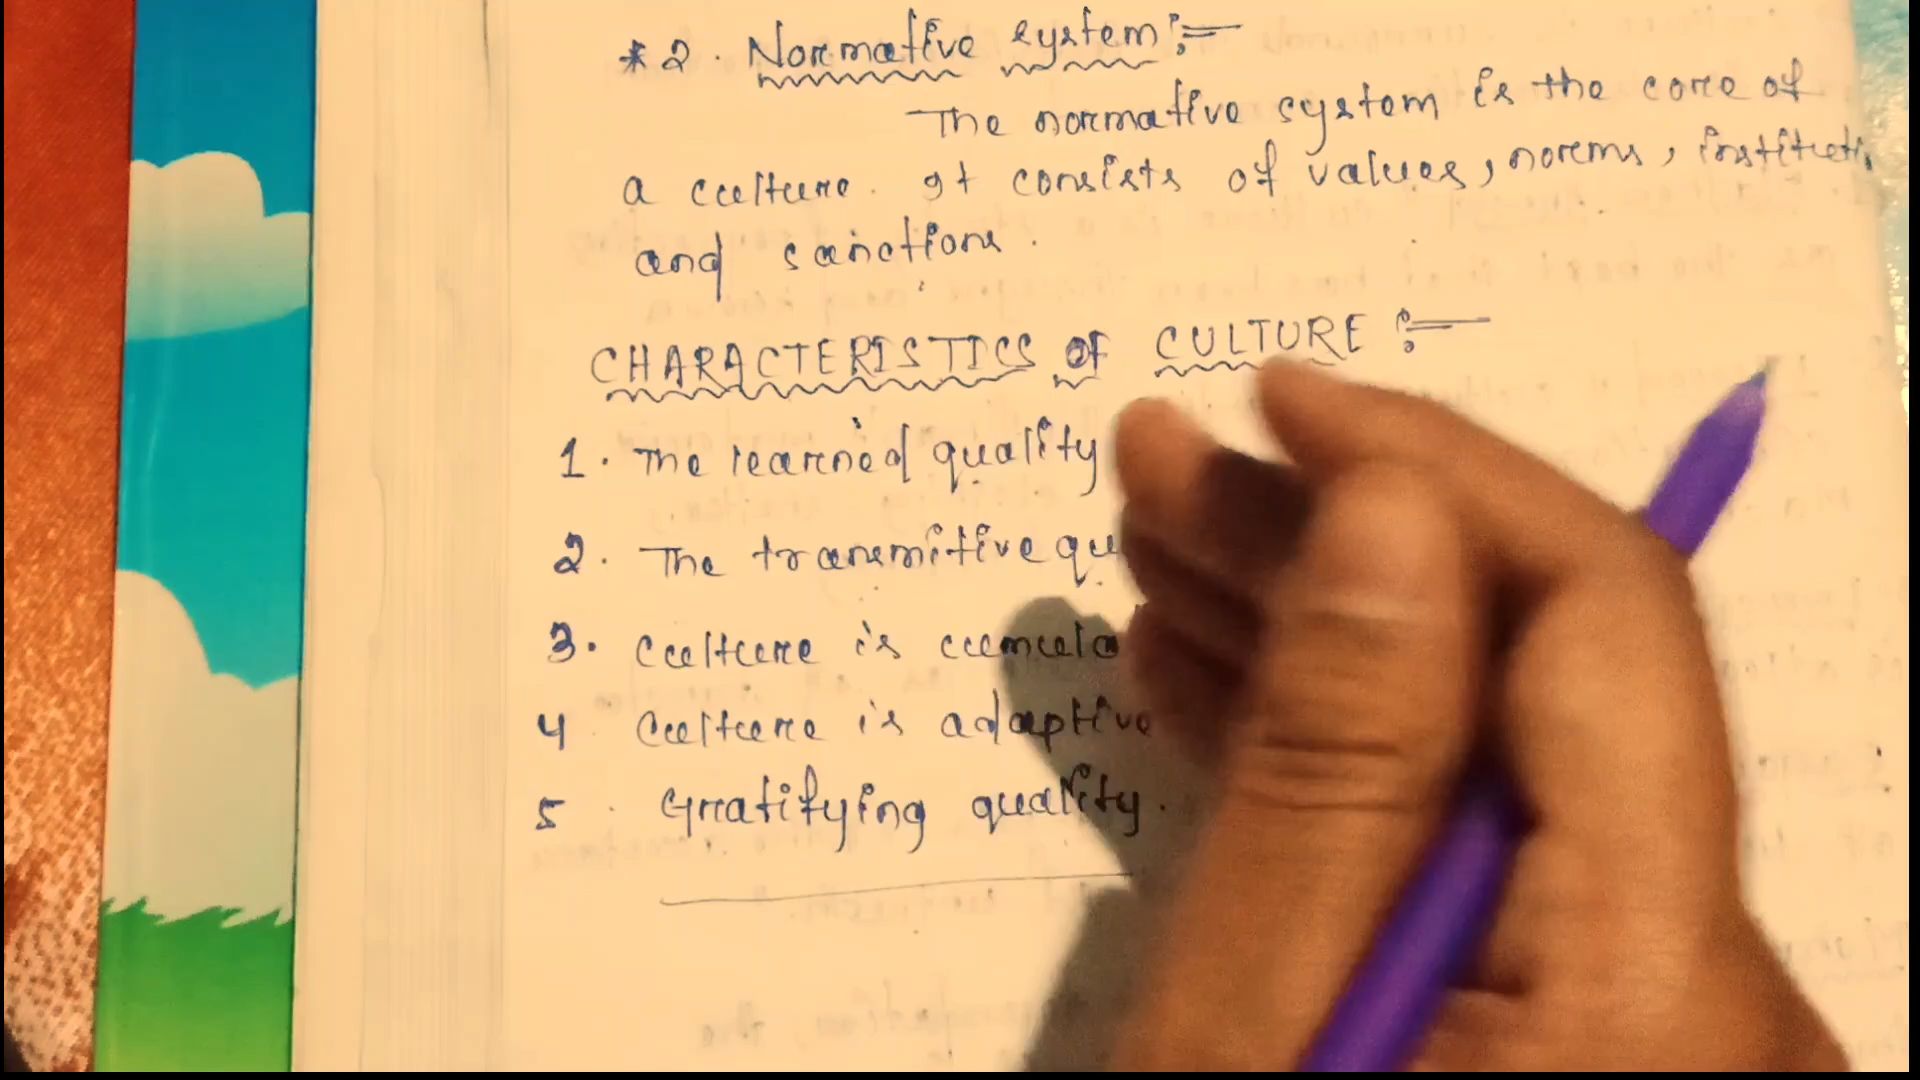 *2. Normative system :-
The normative system is the core of
a culture. It consists of values, norms,
and sanctions.
CHARACTERISTICS OF CULTURE :-
1. The learned quality
2. The transmitive
3. Culture is
4 Culture is adaptive
5. Gratifying quality.